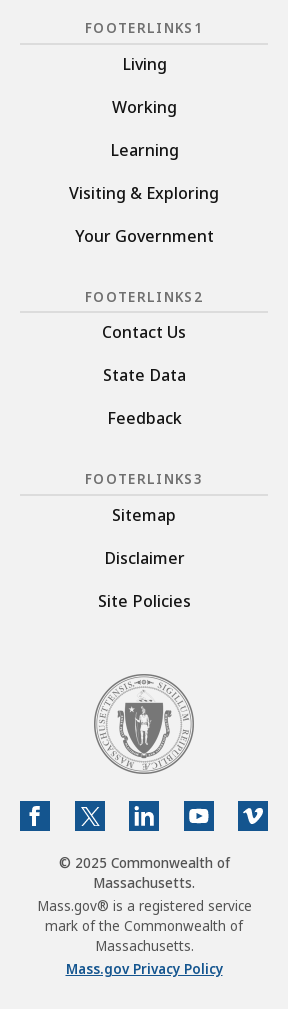 FOOTERLINKS1
Living
Working
Learning
Visiting & Exploring
Your Government
FOOTERLINKS2
Contact Us
State Data
Feedback
FOOTERLINKS3
Sitemap
Disclaimer
Site Policies
SIGILLUM REIPUBLICÆ MASSACHUSETTENSIS
© 2025 Commonwealth of
Massachusetts.
Mass.gov® is a registered service
mark of the Commonwealth of
Massachusetts.
Mass.gov Privacy Policy